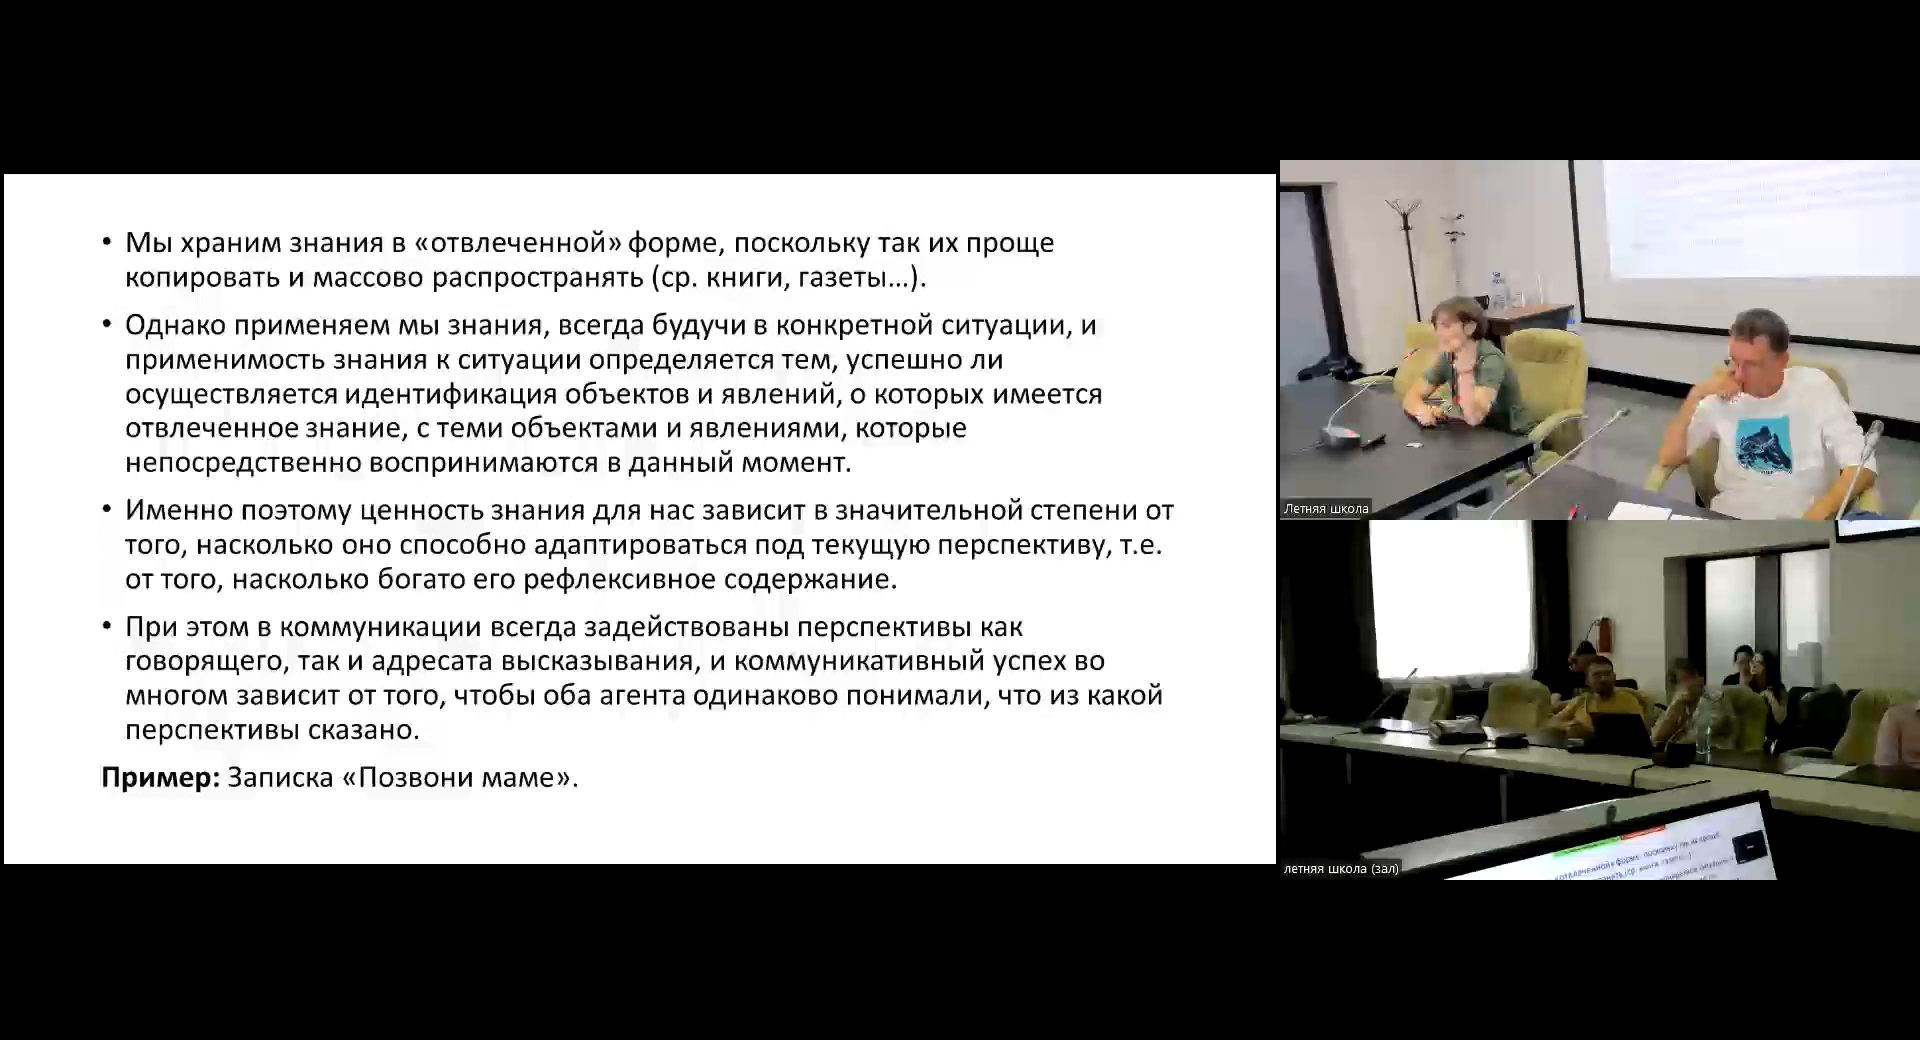 • Мы храним знания в «отвлеченной» форме, поскольку так их проще
копировать и массово распространять (ср. книги, газеты...).
• Однако применяем мы знания, всегда будучи в конкретной ситуации, и
применимость знания к ситуации определяется тем, успешно ли
осуществляется идентификация объектов и явлений, о которых имеется
отвлеченное знание, с теми объектами и явлениями, которые
непосредственно воспринимаются в данный момент.
• Именно поэтому ценность знания для нас зависит в значительной степени от
того, насколько оно способно адаптироваться под текущую перспективу, т.е.
от того, насколько богато его рефлексивное содержание.
• При этом в коммуникации всегда задействованы перспективы как
говорящего, так и адресата высказывания, и коммуникативный успех во
многом зависит от того, чтобы оба агента одинаково понимали, что из какой
перспективы сказано.
Пример: Записка «Позвони маме».
Летняя школа
летняя школа (зал)